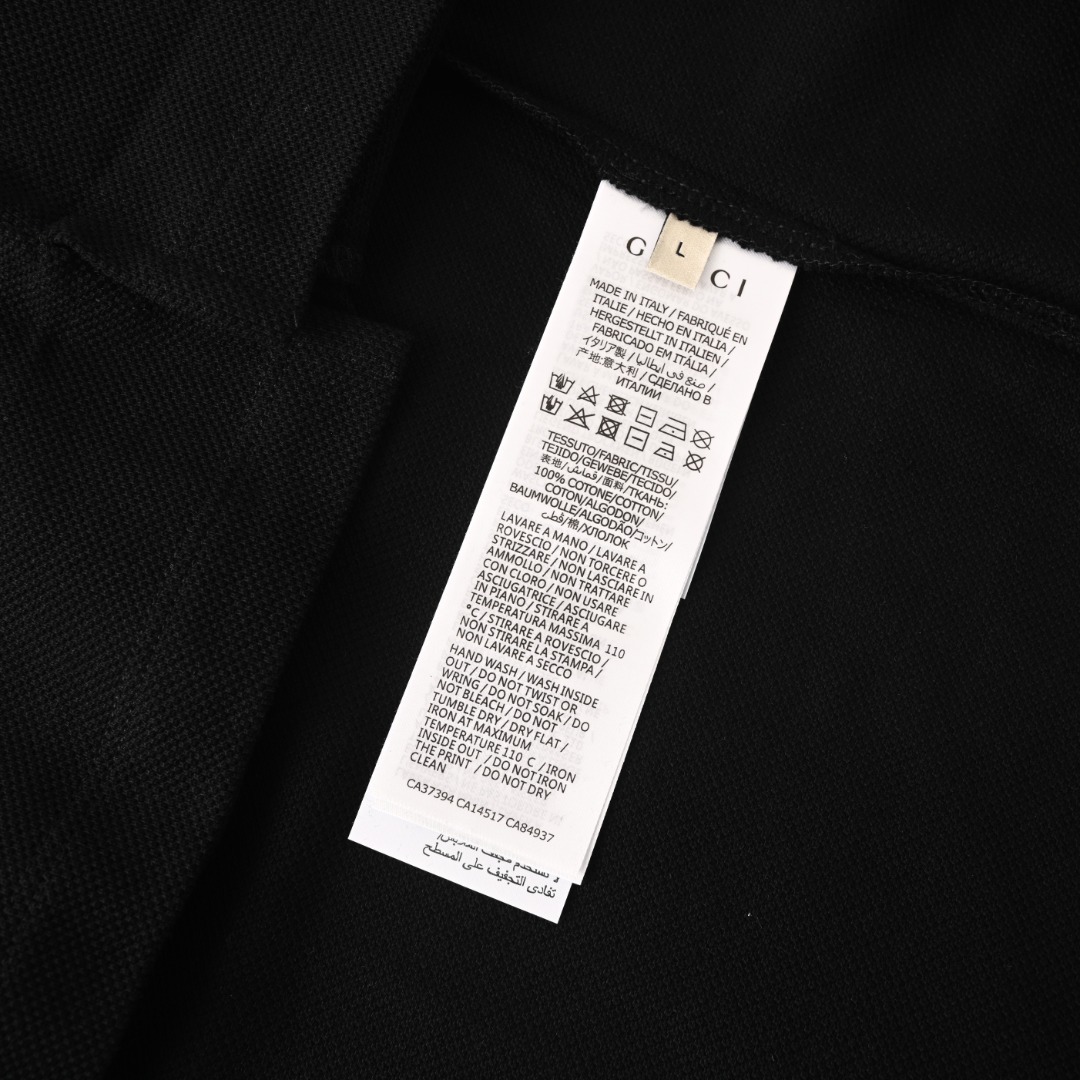 G CCI
L
MADE IN ITALY / FABRIQUÉ EN
ITALIE / HECHO EN ITALIA /
HERGESTELLT IN ITALIEN /
FABRICADO EM ITÁLIA /
イタリア製 / صنع في ايطاليا /
产地:意大利 / СДЕЛАНО В
ИТАЛИИ
TESSUTO/FABRIC/TISSU/
TEJIDO/GEWEBE/TECIDO/
表地/قماش/面料/ТКАНЬ:
100% COTONE/COTTON/
COTON/ALGODON/
BAUMWOLLE/ALGODÃO/コットン/
قطن/棉/ХЛОПОК
LAVARE A MANO / LAVARE A
ROVESCIO / NON TORCERE O
STRIZZARE / NON LASCIARE IN
AMMOLLO / NON TRATTARE
CON CLORO / NON USARE
ASCIUGATRICE / ASCIUGARE
IN PIANO / STIRARE A
TEMPERATURA MASSIMA 110
°C / STIRARE A ROVESCIO /
NON STIRARE LA STAMPA /
NON LAVARE A SECCO
HAND WASH / WASH INSIDE
OUT / DO NOT TWIST OR
WRING / DO NOT SOAK / DO
NOT BLEACH / DO NOT
TUMBLE DRY / DRY FLAT /
IRON AT MAXIMUM
TEMPERATURE 110 C / IRON
INSIDE OUT / DO NOT IRON
THE PRINT / DO NOT DRY
CLEAN
CA37394 CA14517 CA84937
تفادى التجفيف على المسطح